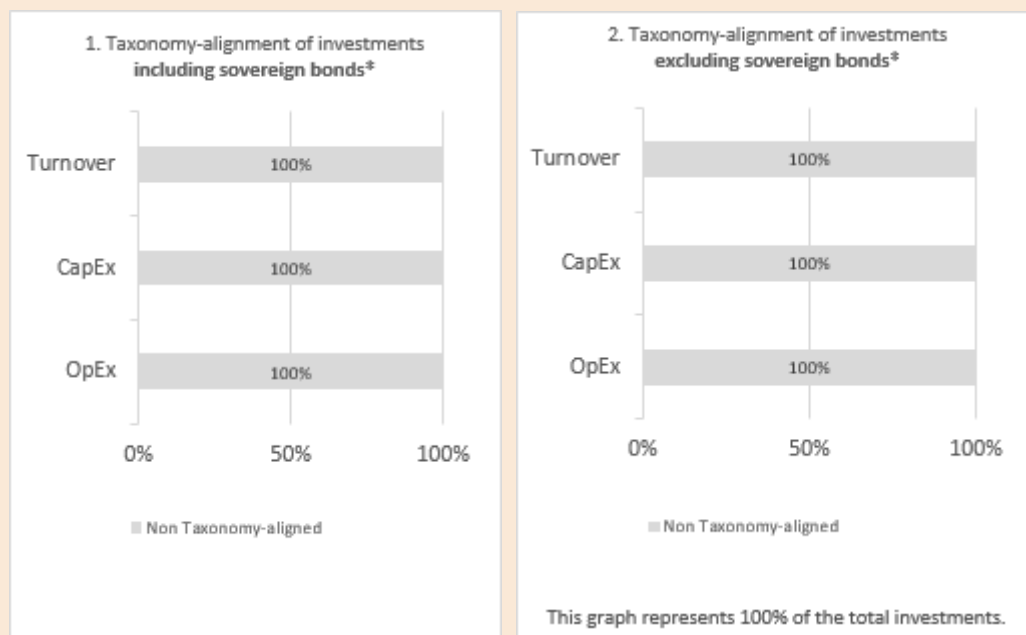 1. Taxonomy-alignment of investments
including sovereign bonds*
Turnover
100%
CapEx
100%
OpEx
100%
0%
50%
100%
Non Taxonomy-aligned
2. Taxonomy-alignment of investments
excluding sovereign bonds*
Turnover
100%
CapEx
100%
OpEx
100%
0%
50%
100%
Non Taxonomy-aligned
This graph represents 100% of the total investments.